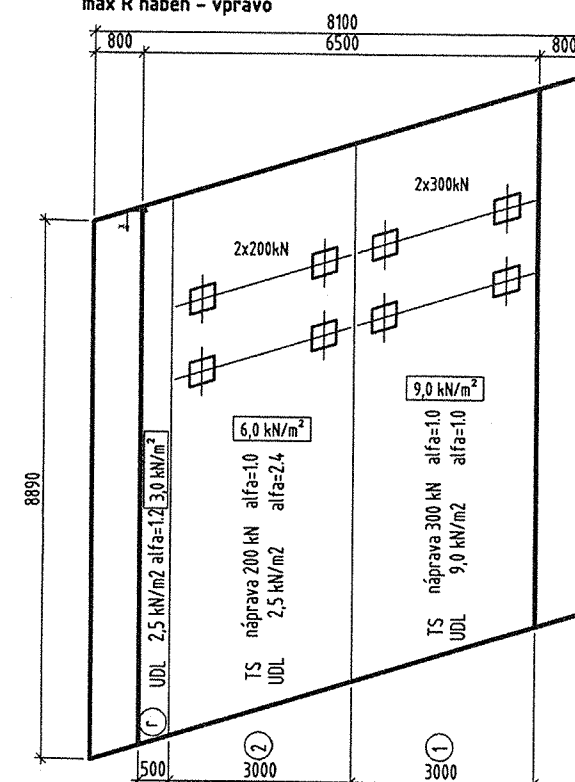 max R náběh - vpravo
8100
800
6500
800
2x300kN
2x200kN
8890
UDL 2,5 kN/m2 alfa=1.2 3,0 kN/m²
6,0 kN/m²
TS náprava 200 kN alfa=1.0
UDL 2,5 kN/m2 alfa=2.4
9,0 kN/m²
TS náprava 300 kN alfa=1.0
UDL 9,0 kN/m2 alfa=1.0
r
2
1
500
3000
3000